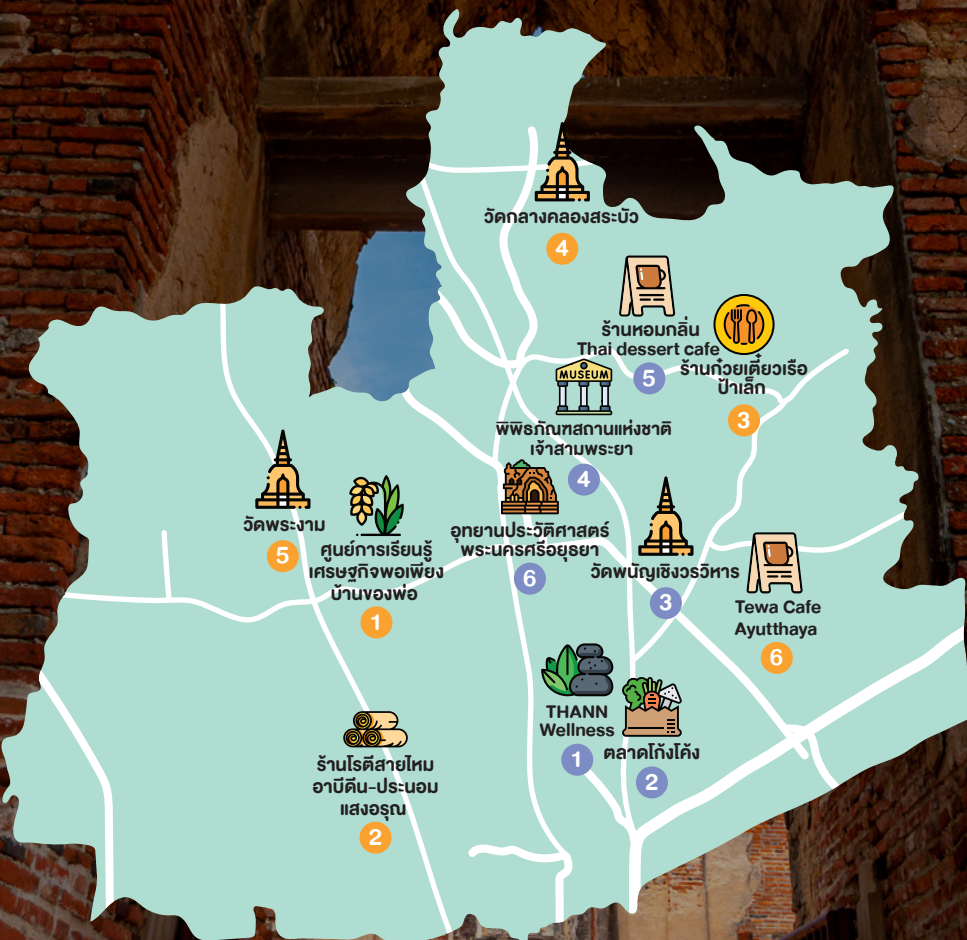 วัดกลางคลองสระบัว
4
ร้านหอมกลิ่น
Thai dessert cafe
5
ร้านก๋วยเตี๋ยวเรือ
ป้าเล็ก
3
MUSEUM
พิพิธภัณฑสถานแห่งชาติ
เจ้าสามพระยา
4
วัดพระงาม
5
ศูนย์การเรียนรู้
เศรษฐกิจพอเพียง
บ้านของพ่อ
1
อุทยานประวัติศาสตร์
พระนครศรีอยุธยา
6
วัดพนัญเชิงวรวิหาร
3
Tewa Cafe
Ayutthaya
6
THANN
Wellness
1
ตลาดโก้งโค้ง
2
ร้านโรตีสายไหม
อาบีดีน-ประนอม
แสงอรุณ
2